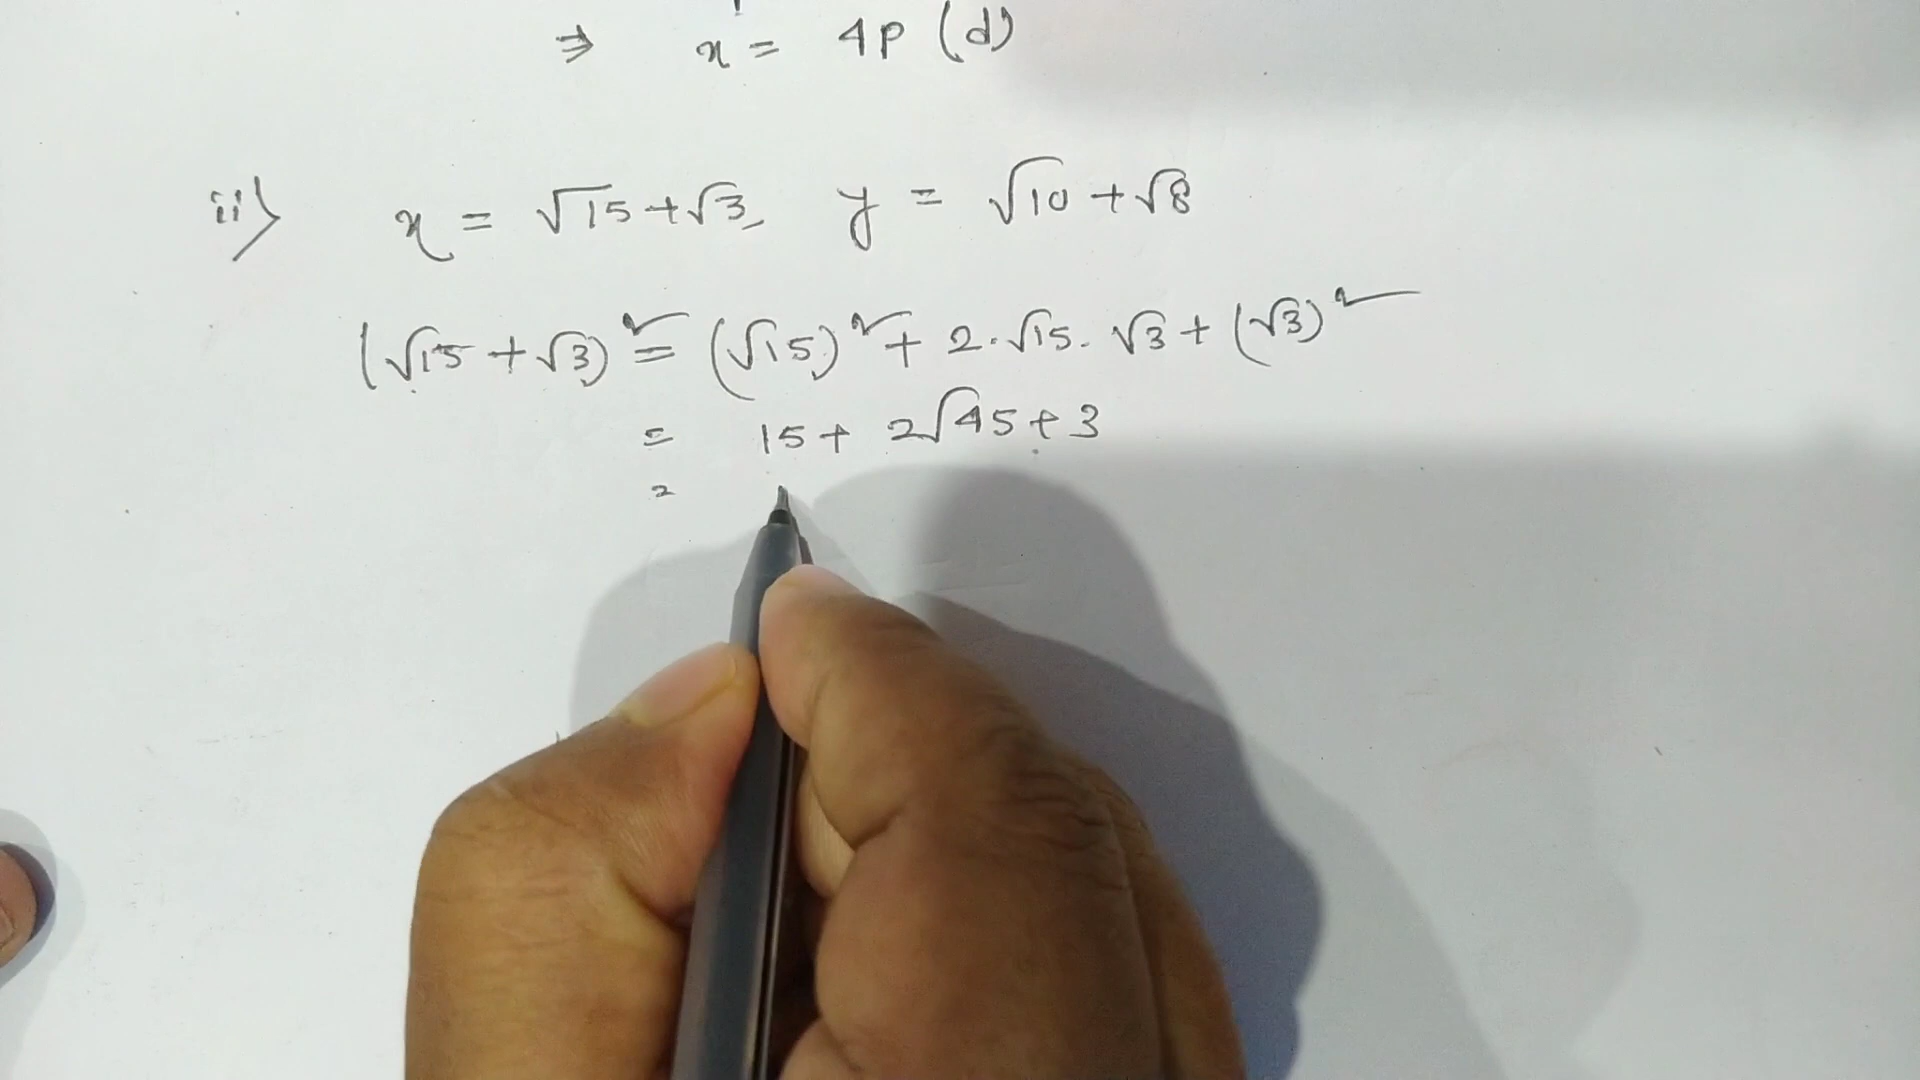 ⇒ x = 4p (d)
ii) x = √15+√3, y = √10 + √8
(√15 + √3)² = (√15)² + 2·√15·√3 + (√3)²
= 15 + 2√45 + 3
=